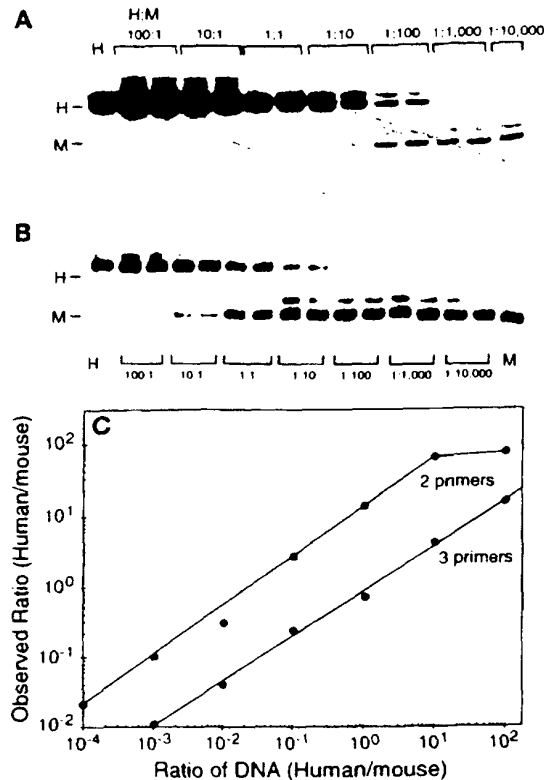 A
H:M
H 100:1 10:1 1:1 1:10 1:100 1:1,000 1:10,000
H –
M –
B
H –
M –
H 100:1 10:1 1:1 1:10 1:100 1:1,000 1:10,000 M
C
Observed Ratio (Human/mouse)
10² 
10¹
10⁰
10⁻¹
10⁻²
2 primers
3 primers
10⁻⁴ 10⁻³ 10⁻² 10⁻¹ 10⁰ 10¹ 10²
Ratio of DNA (Human/mouse)